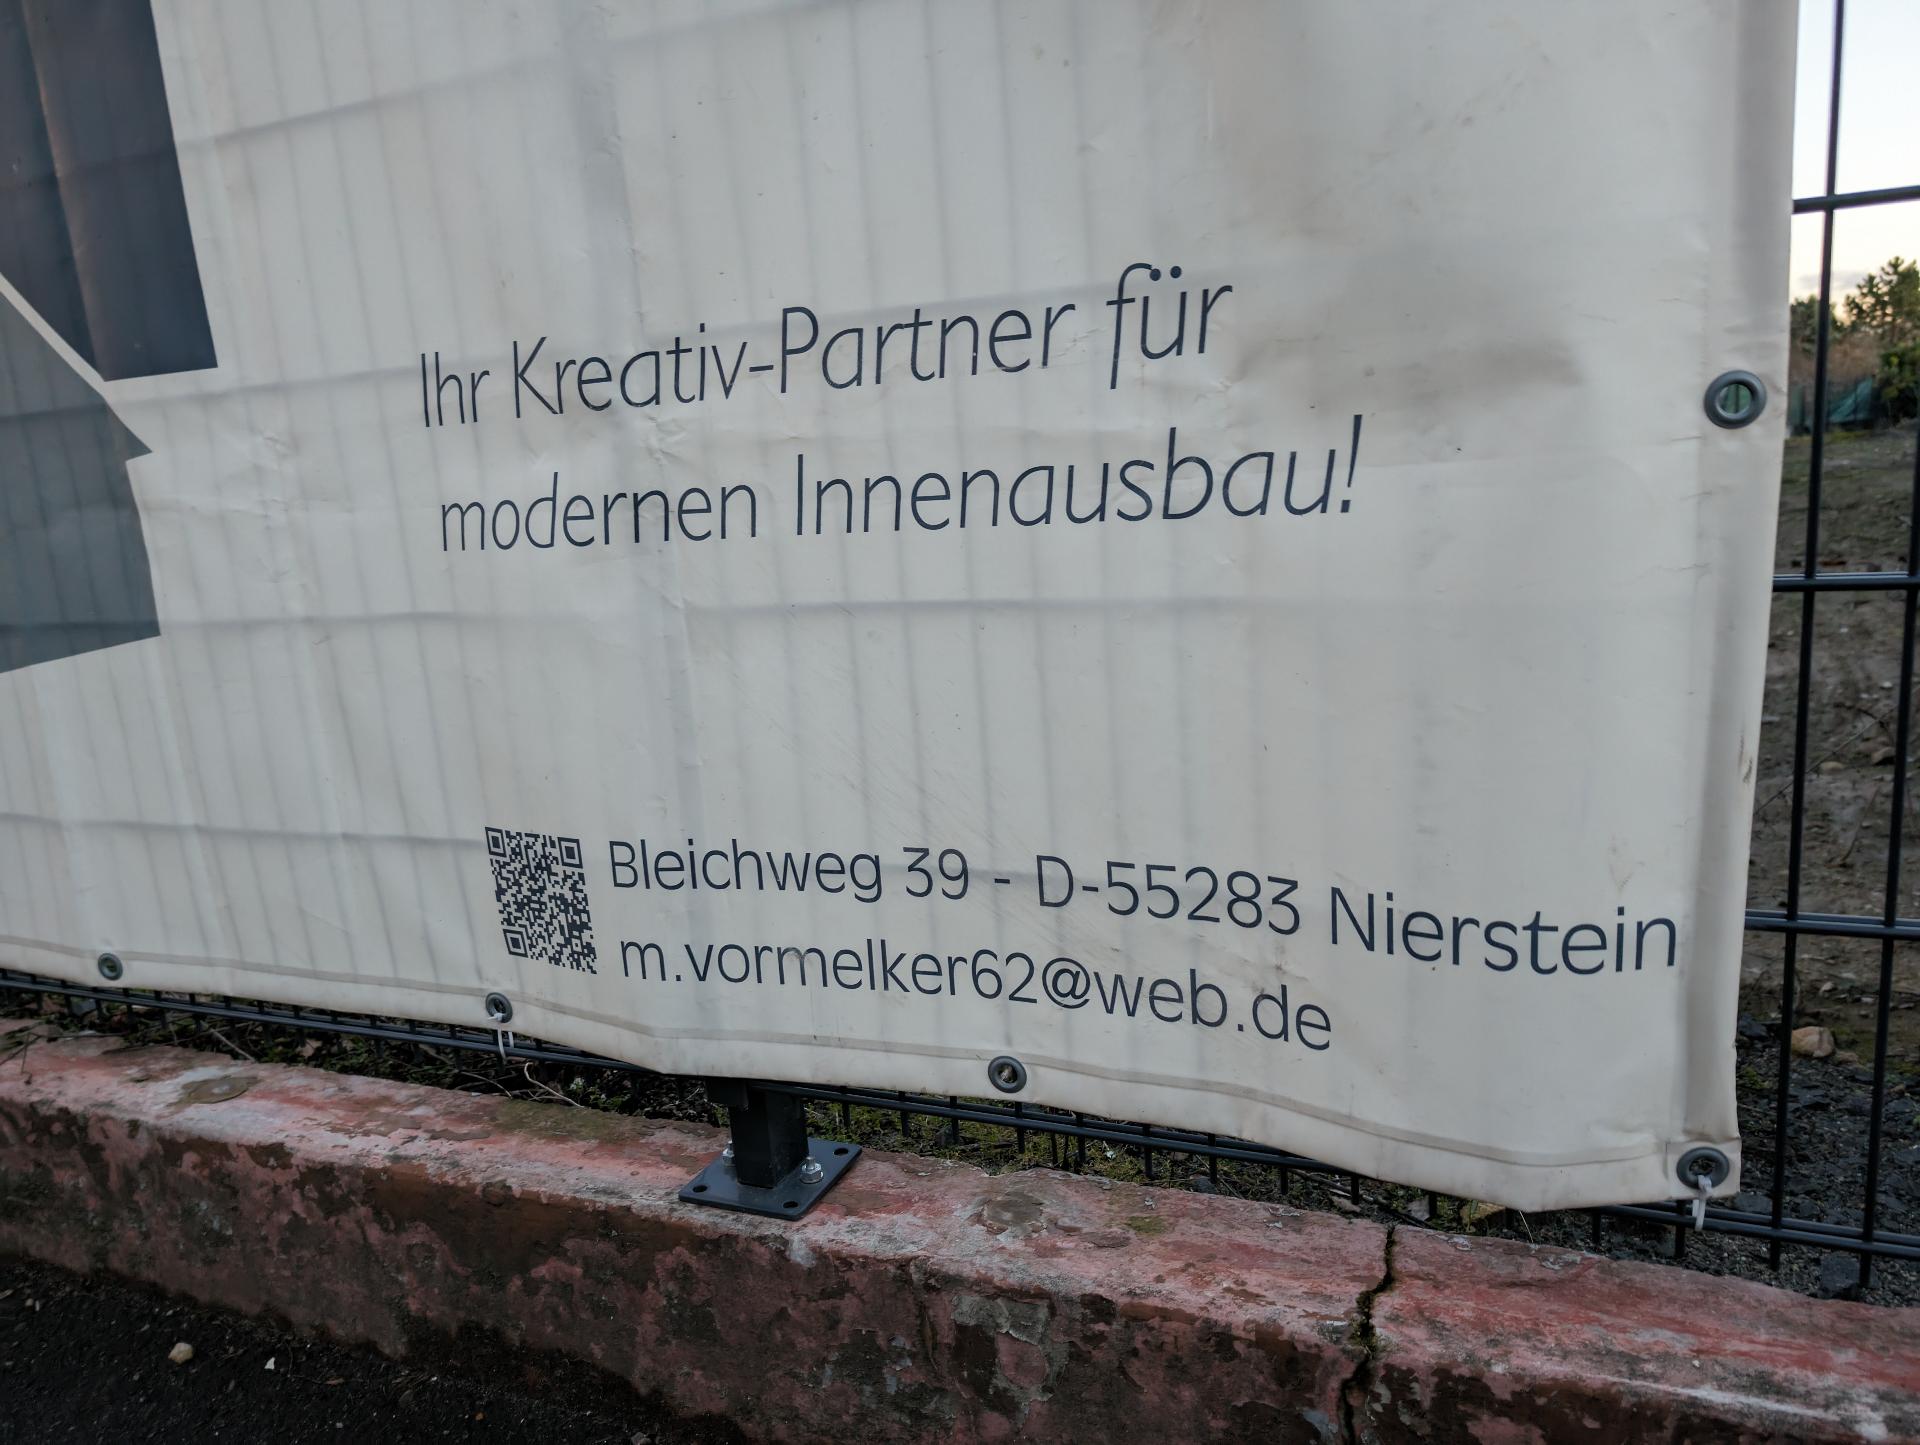 Ihr Kreativ-Partner für
modernen Innenausbau!
Bleichweg 39 - D-55283 Nierstein
m.vormelker62@web.de